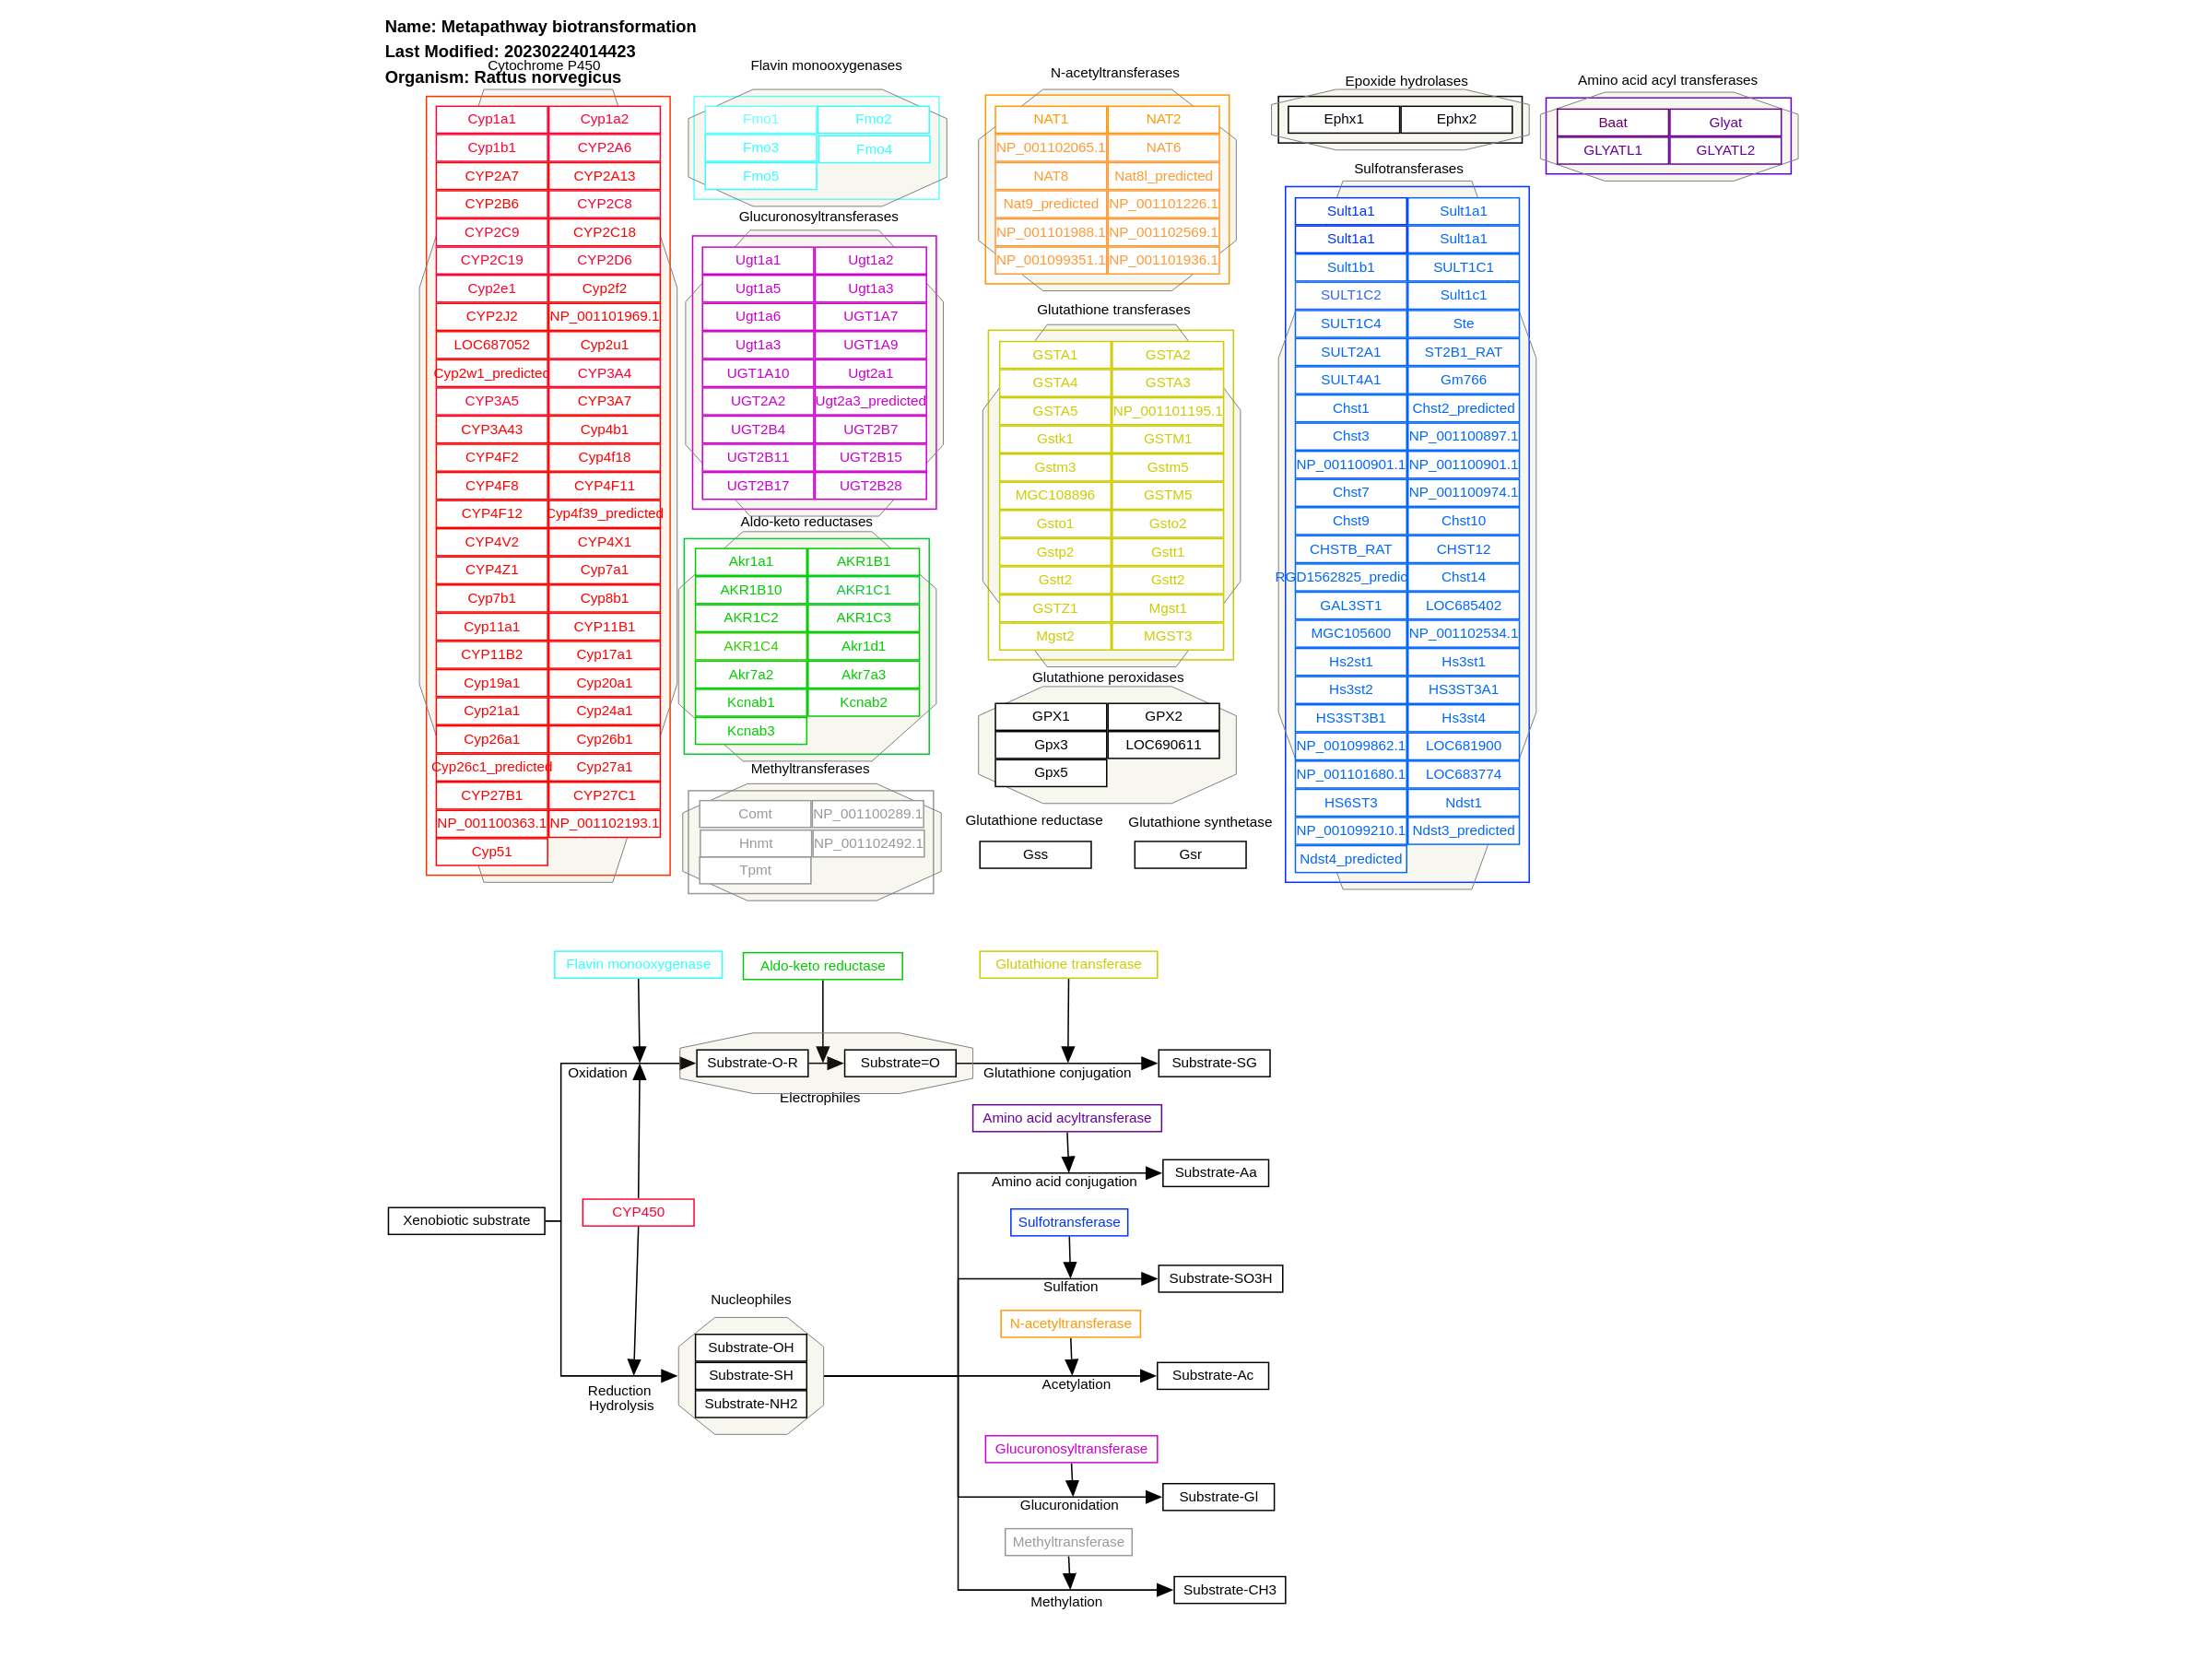 Name: Metapathway biotransformation
Last Modified: 20230224014423
Organism: Rattus norvegicus
Cytochrome P450
Cyp1a1 Cyp1a2
Cyp1b1 CYP2A6
CYP2A7 CYP2A13
CYP2B6 CYP2C8
CYP2C9 CYP2C18
CYP2C19 CYP2D6
Cyp2e1 Cyp2f2
CYP2J2 NP_001101969.1
LOC687052 Cyp2u1
Cyp2w1_predicted CYP3A4
CYP3A5 CYP3A7
CYP3A43 Cyp4b1
CYP4F2 Cyp4f18
CYP4F8 CYP4F11
CYP4F12 Cyp4f39_predicted
CYP4V2 CYP4X1
CYP4Z1 Cyp7a1
Cyp7b1 Cyp8b1
Cyp11a1 CYP11B1
CYP11B2 Cyp17a1
Cyp19a1 Cyp20a1
Cyp21a1 Cyp24a1
Cyp26a1 Cyp26b1
Cyp26c1_predicted Cyp27a1
CYP27B1 CYP27C1
NP_001100363.1 NP_001102193.1
Cyp51
Flavin monooxygenases
Fmo1 Fmo2
Fmo3 Fmo4
Fmo5
Glucuronosyltransferases
Ugt1a1 Ugt1a2
Ugt1a5 Ugt1a3
Ugt1a6 UGT1A7
Ugt1a3 UGT1A9
UGT1A10 Ugt2a1
UGT2A2 Ugt2a3_predicted
UGT2B4 UGT2B7
UGT2B11 UGT2B15
UGT2B17 UGT2B28
Aldo-keto reductases
Akr1a1 AKR1B1
AKR1B10 AKR1C1
AKR1C2 AKR1C3
AKR1C4 Akr1d1
Akr7a2 Akr7a3
Kcnab1 Kcnab2
Kcnab3
Methyltransferases
Comt NP_001100289.1
Hnmt NP_001102492.1
Tpmt
N-acetyltransferases
NAT1 NAT2
NP_001102065.1 NAT6
NAT8 Nat8l_predicted
Nat9_predicted NP_001101226.1
NP_001101988.1 NP_001102569.1
NP_001099351.1 NP_001101936.1
Glutathione transferases
GSTA1 GSTA2
GSTA4 GSTA3
GSTA5 NP_001101195.1
Gstk1 GSTM1
Gstm3 Gstm5
MGC108896 GSTM5
Gsto1 Gsto2
Gstp2 Gstt1
Gstt2 Gstt2
GSTZ1 Mgst1
Mgst2 MGST3
Glutathione peroxidases
GPX1 GPX2
Gpx3 LOC690611
Gpx5
Glutathione reductase Glutathione synthetase
Gss Gsr
Epoxide hydrolases
Ephx1 Ephx2
Sulfotransferases
Sult1a1 Sult1a1
Sult1a1 Sult1a1
Sult1b1 SULT1C1
SULT1C2 Sult1c1
SULT1C4 Ste
SULT2A1 ST2B1_RAT
SULT4A1 Gm766
Chst1 Chst2_predicted
Chst3 NP_001100897.1
NP_001100901.1 NP_001100901.1
Chst7 NP_001100974.1
Chst9 Chst10
CHSTB_RAT CHST12
RGD1562825_predic Chst14
GAL3ST1 LOC685402
MGC105600 NP_001102534.1
Hs2st1 Hs3st1
Hs3st2 HS3ST3A1
HS3ST3B1 Hs3st4
NP_001099862.1 LOC681900
NP_001101680.1 LOC683774
HS6ST3 Ndst1
NP_001099210.1 Ndst3_predicted
Ndst4_predicted
Amino acid acyl transferases
Baat Glyat
GLYATL1 GLYATL2
Flavin monooxygenase Aldo-keto reductase Glutathione transferase
Substrate-O-R Substrate=O Substrate-SG
Oxidation Glutathione conjugation
Electrophiles
Amino acid acyltransferase
Substrate-Aa
Amino acid conjugation
Xenobiotic substrate CYP450 Sulfotransferase
Substrate-SO3H
Sulfation
Nucleophiles
N-acetyltransferase
Substrate-OH
Substrate-SH Substrate-Ac
Acetylation
Reduction
Hydrolysis
Substrate-NH2
Glucuronosyltransferase
Substrate-Gl
Glucuronidation
Methyltransferase
Substrate-CH3
Methylation